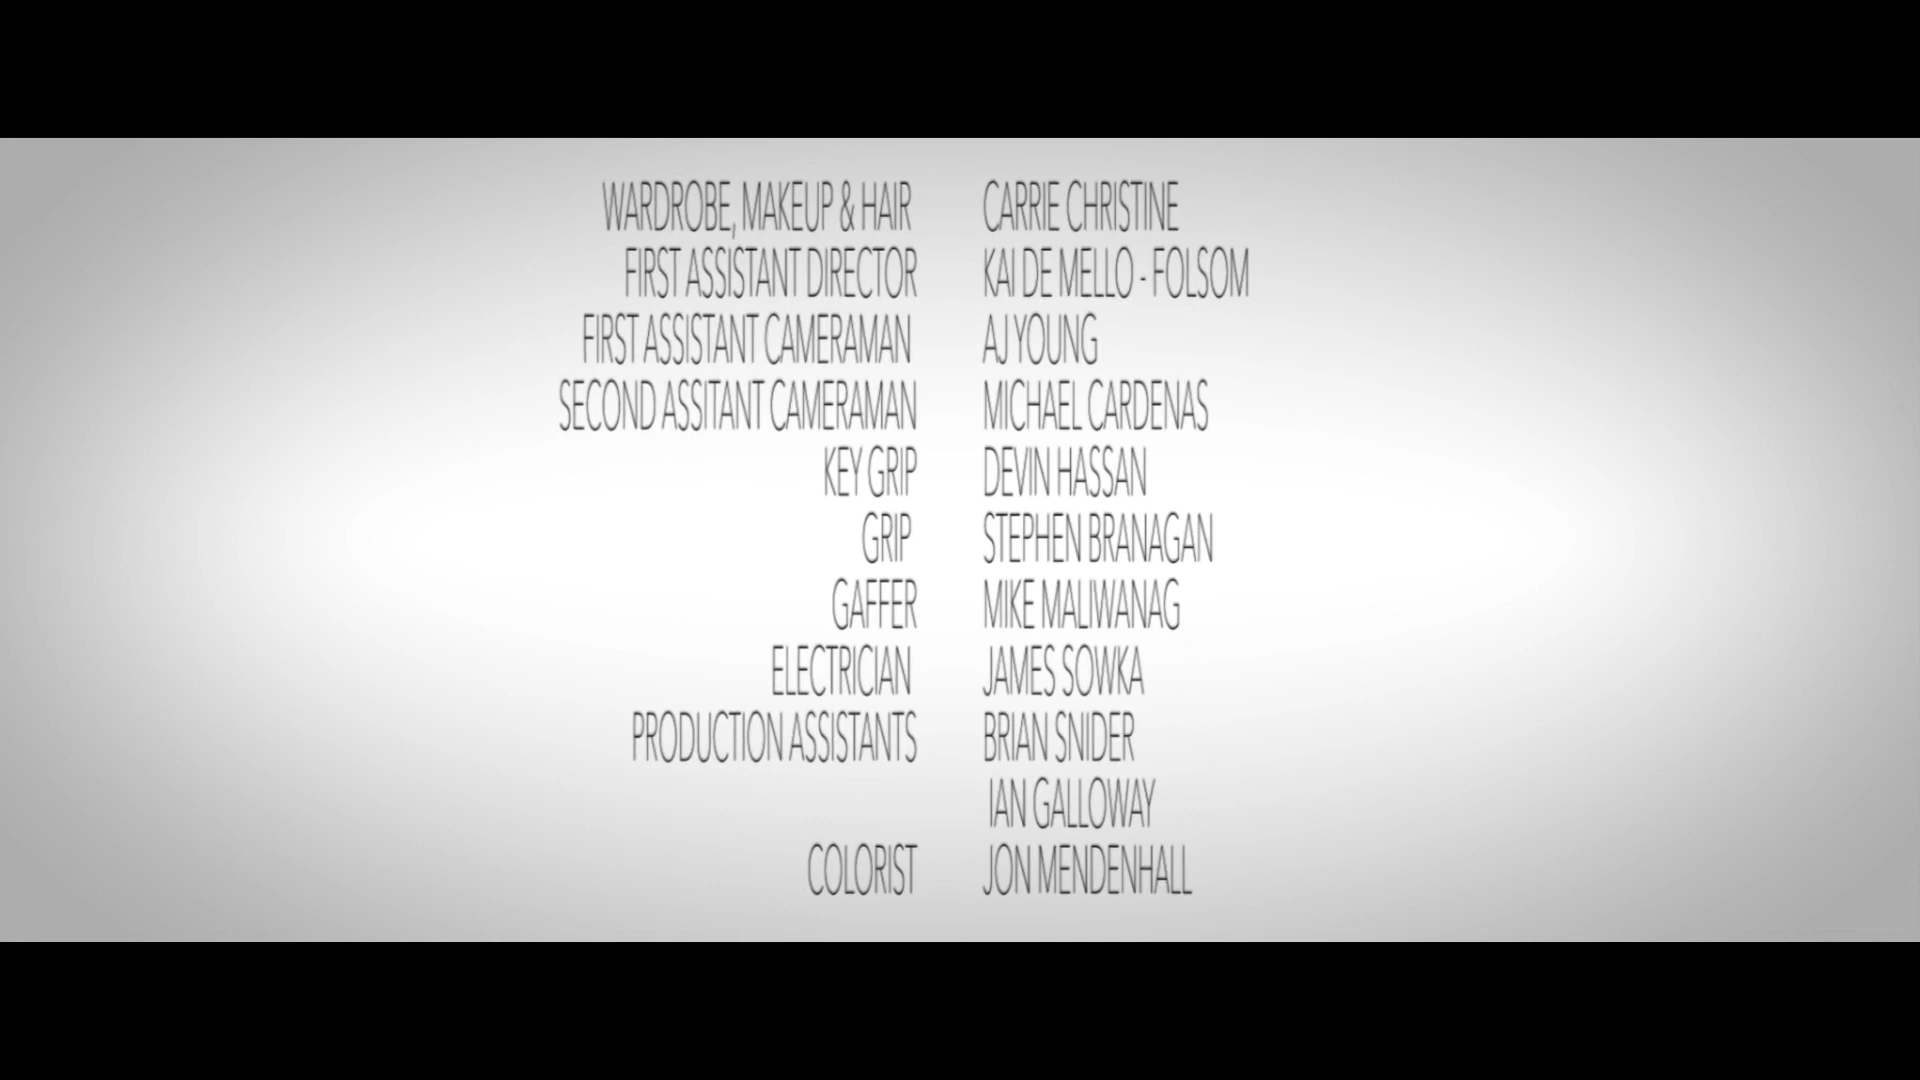 WARDROBE, MAKEUP & HAIR CARRIE CHRISTINE
FIRST ASSISTANT DIRECTOR KAI DE MELLO - FOLSOM
FIRST ASSISTANT CAMERAMAN AJ YOUNG
SECOND ASSITANT CAMERAMAN MICHAEL CARDENAS
KEY GRIP DEVIN HASSAN
GRIP STEPHEN BRANAGAN
GAFFER MIKE MALIWANAG
ELECTRICIAN JAMES SOWKA
PRODUCTION ASSISTANTS BRIAN SNIDER
IAN GALLOWAY
COLORIST JON MENDENHALL